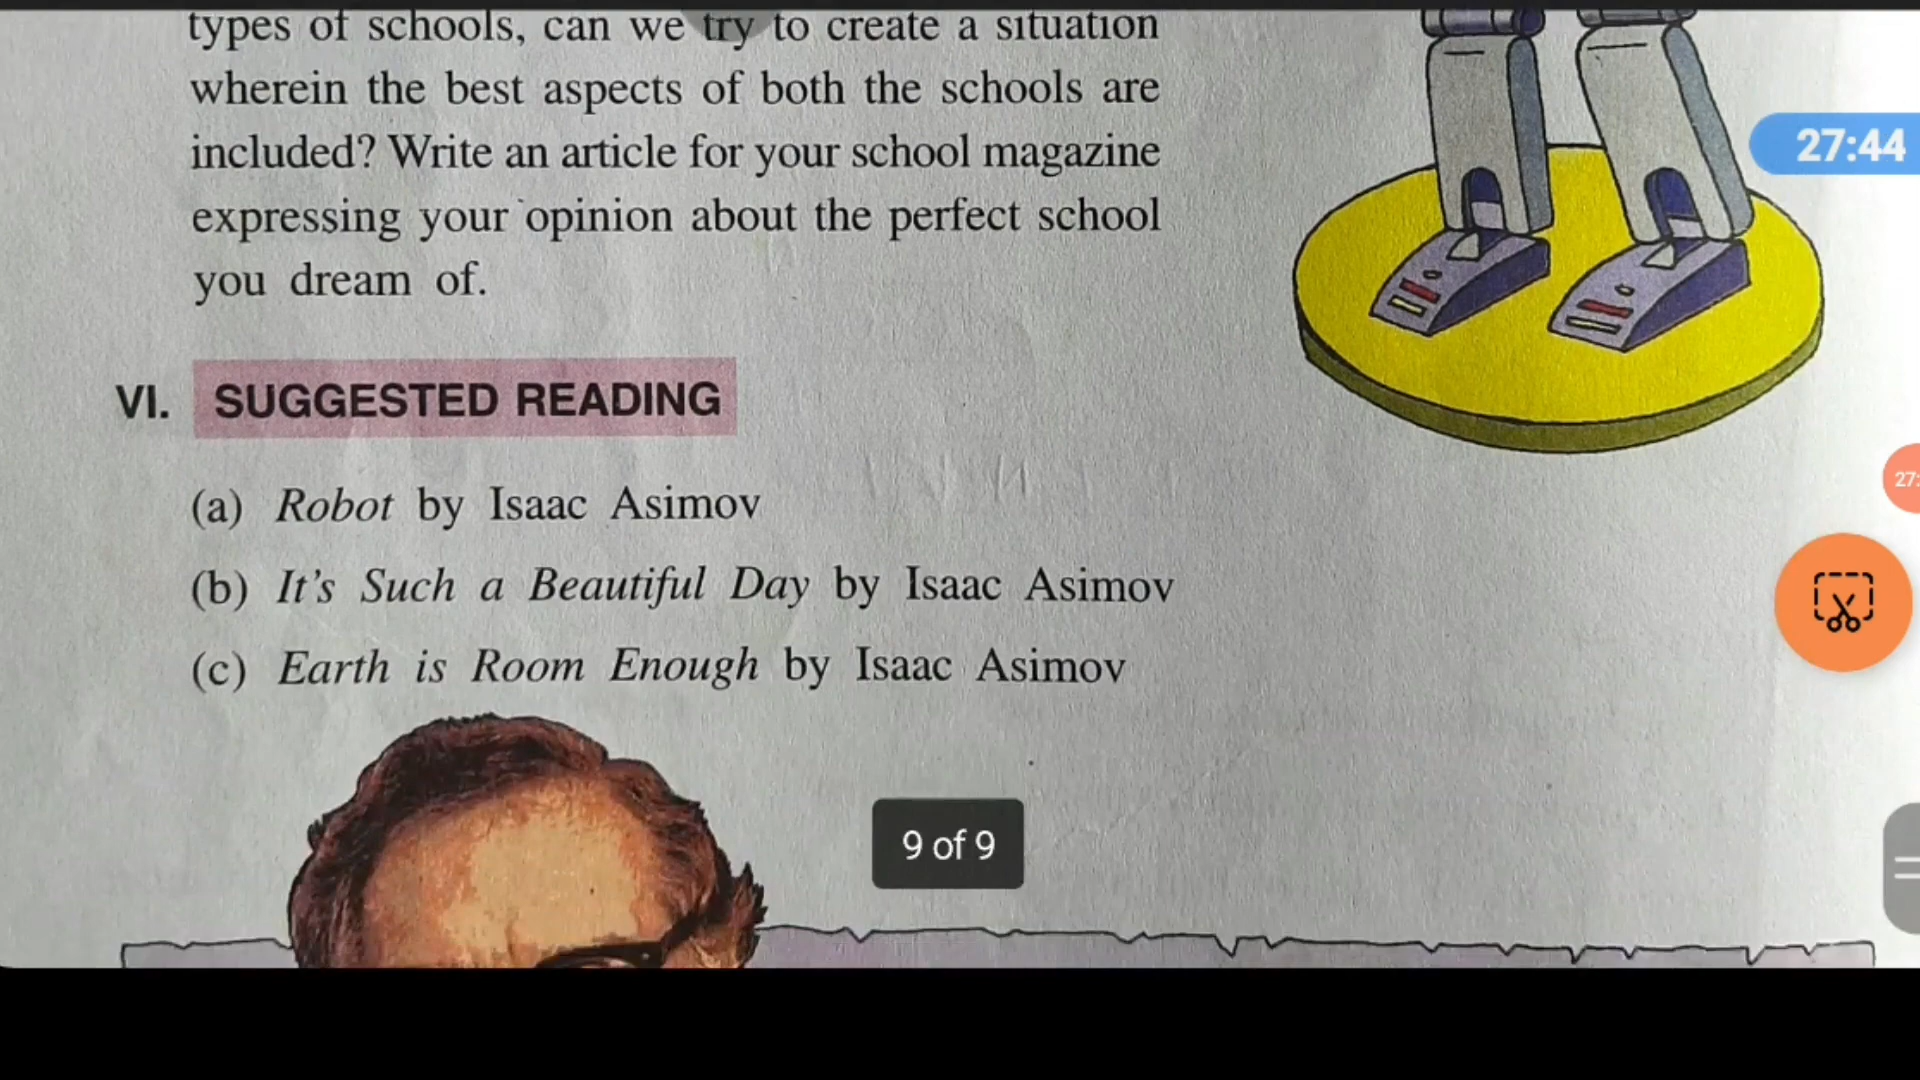 types of schools, can we try to create a situation
wherein the best aspects of both the schools are
included? Write an article for your school magazine
expressing your opinion about the perfect school
you dream of.
27:44
VI. SUGGESTED READING
27:
(a) Robot by Isaac Asimov
(b) It's Such a Beautiful Day by Isaac Asimov
(c) Earth is Room Enough by Isaac Asimov
9 of 9